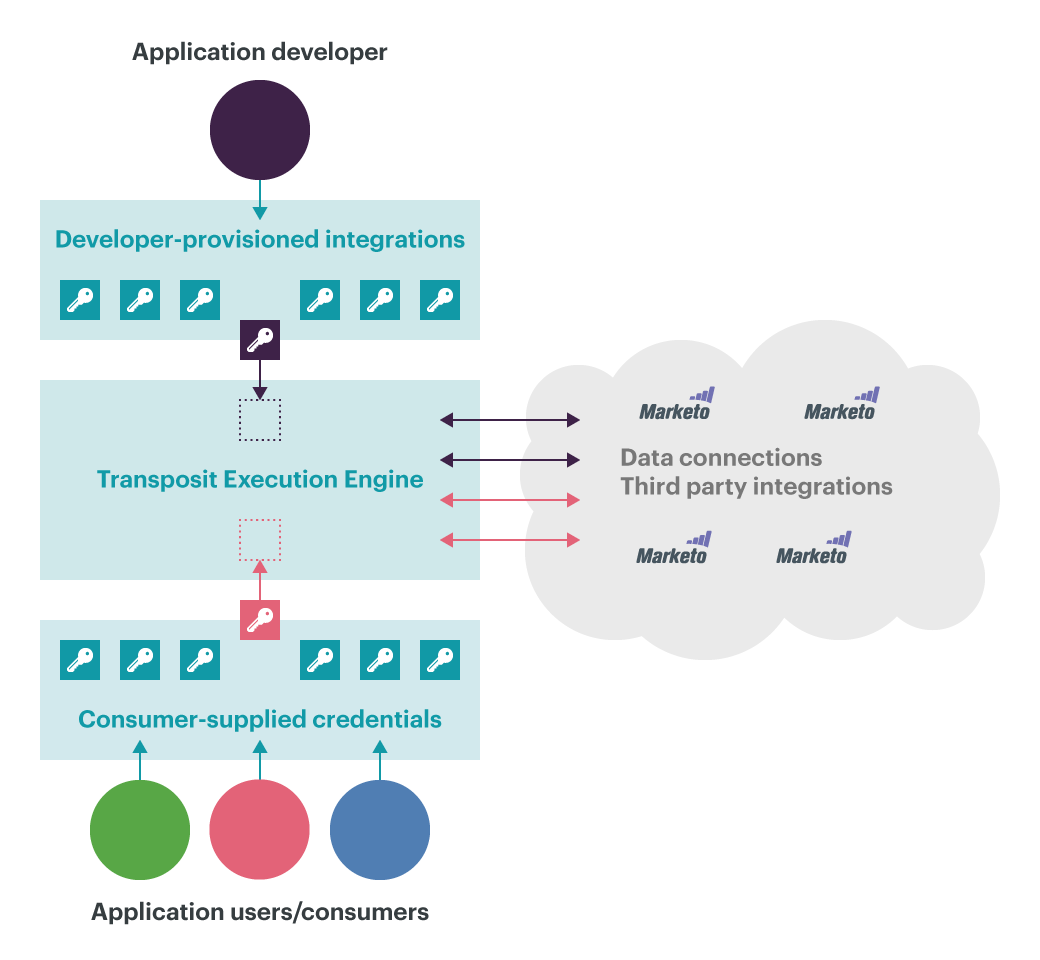 Application developer
Developer-provisioned integrations
Transposit Execution Engine
Marketo
Marketo
Data connections
Third party integrations
Marketo
Marketo
Consumer-supplied credentials
Application users/consumers